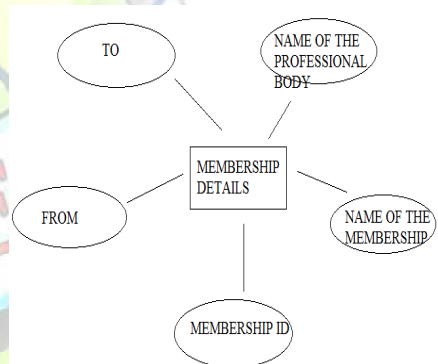 TO
NAME OF THE
PROFESSIONAL
BODY
MEMBERSHIP
DETAILS
FROM
NAME OF THE
MEMBERSHIP
MEMBERSHIP ID